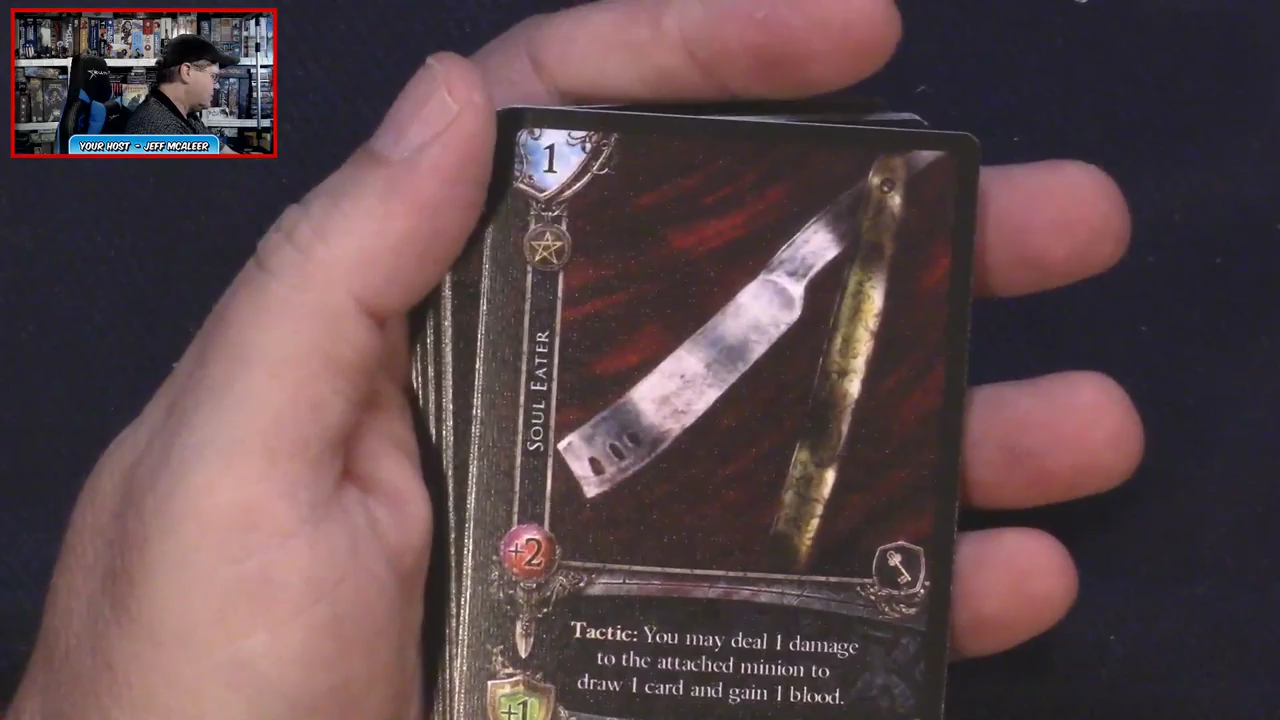 YOUR HOST - JEFF MCALEER
1
SOUL EATER
+2
Tactic: You may deal 1 damage
to the attached minion to
draw 1 card and gain 1 blood.
+1